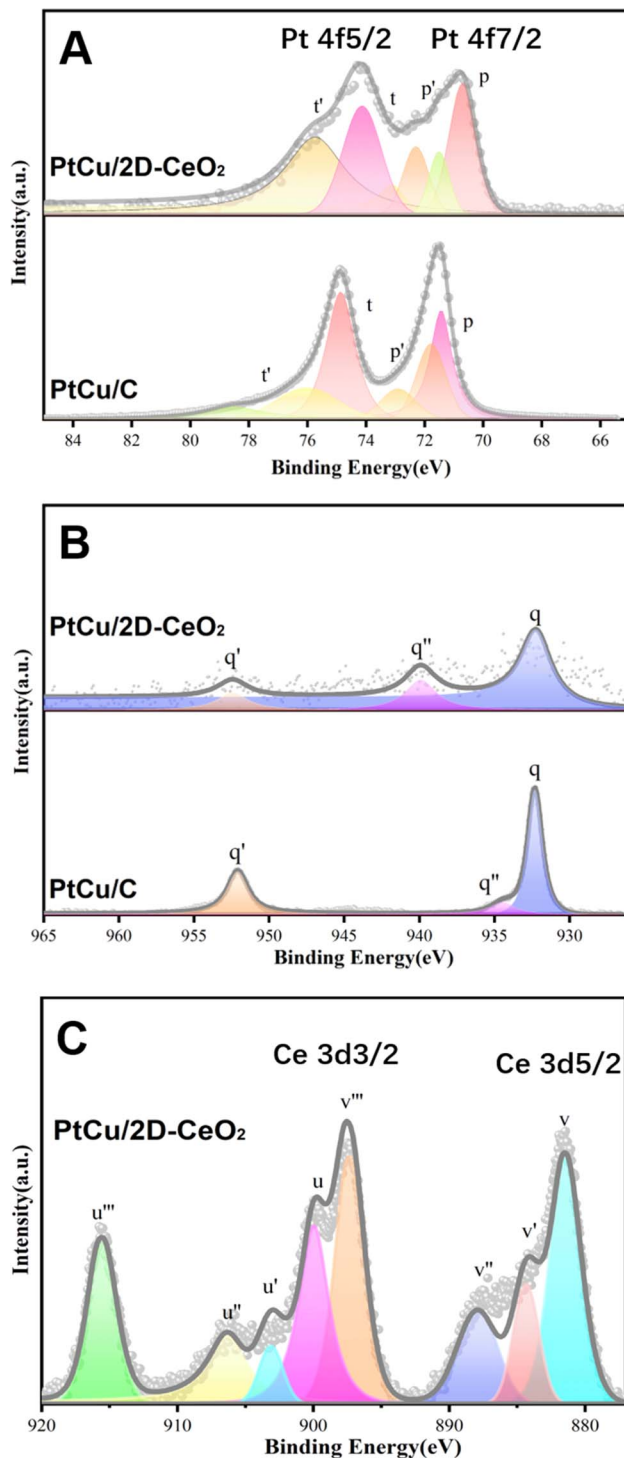 A
Pt 4f5/2
Pt 4f7/2
t' t p' p
PtCu/2D-CeO₂
t' t p' p
PtCu/C
Intensity(a.u.)
Intensity(a.u.)
84 82 80 78 76 74 72 70 68 66
Binding Energy(eV)
B
PtCu/2D-CeO₂
q' q'' q
PtCu/C
q' q'' q
Intensity(a.u.)
Intensity(a.u.)
965 960 955 950 945 940 935 930
Binding Energy(eV)
C
Ce 3d3/2
Ce 3d5/2
PtCu/2D-CeO₂
u''' u'' u' u v''' v'' v' v
Intensity(a.u.)
920 910 900 890 880
Binding Energy(eV)